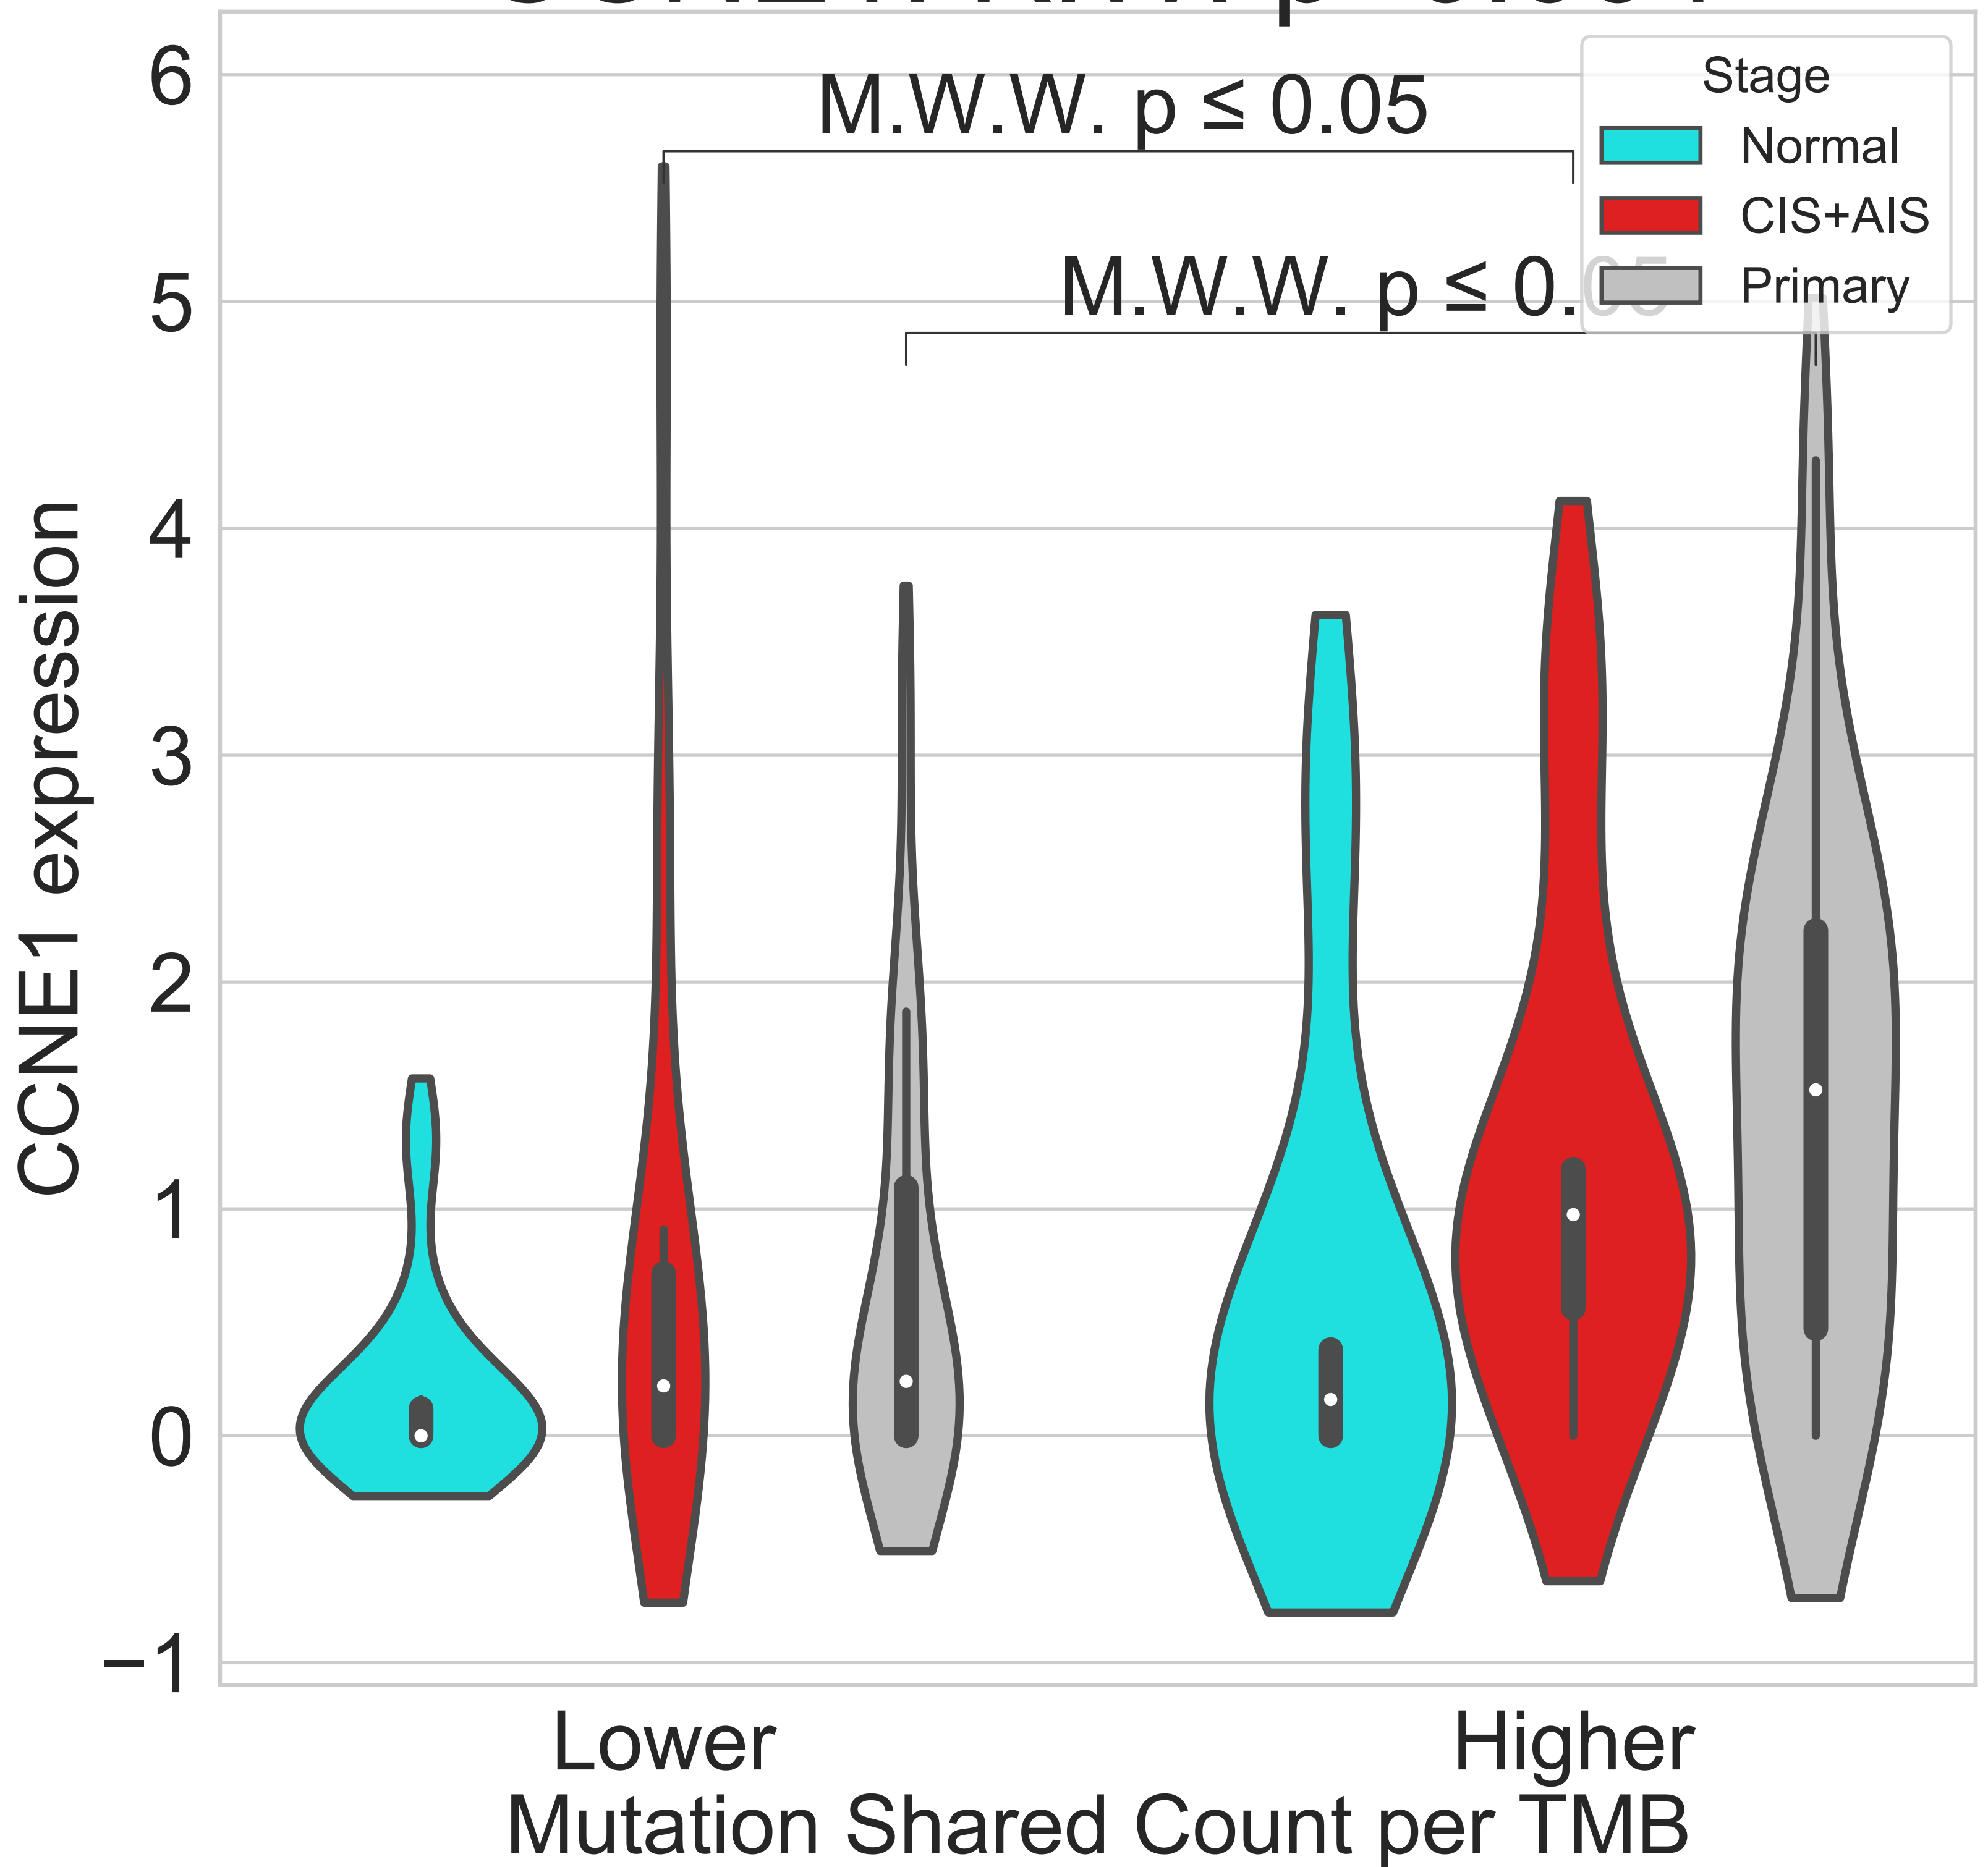 M.W.W. p ≤ 0.05
M.W.W. p ≤ 0.05
Stage
Normal
CIS+AIS
Primary
6
5
4
3
2
1
0
−1
CCNE1 expression
Lower
Higher
Mutation Shared Count per TMB